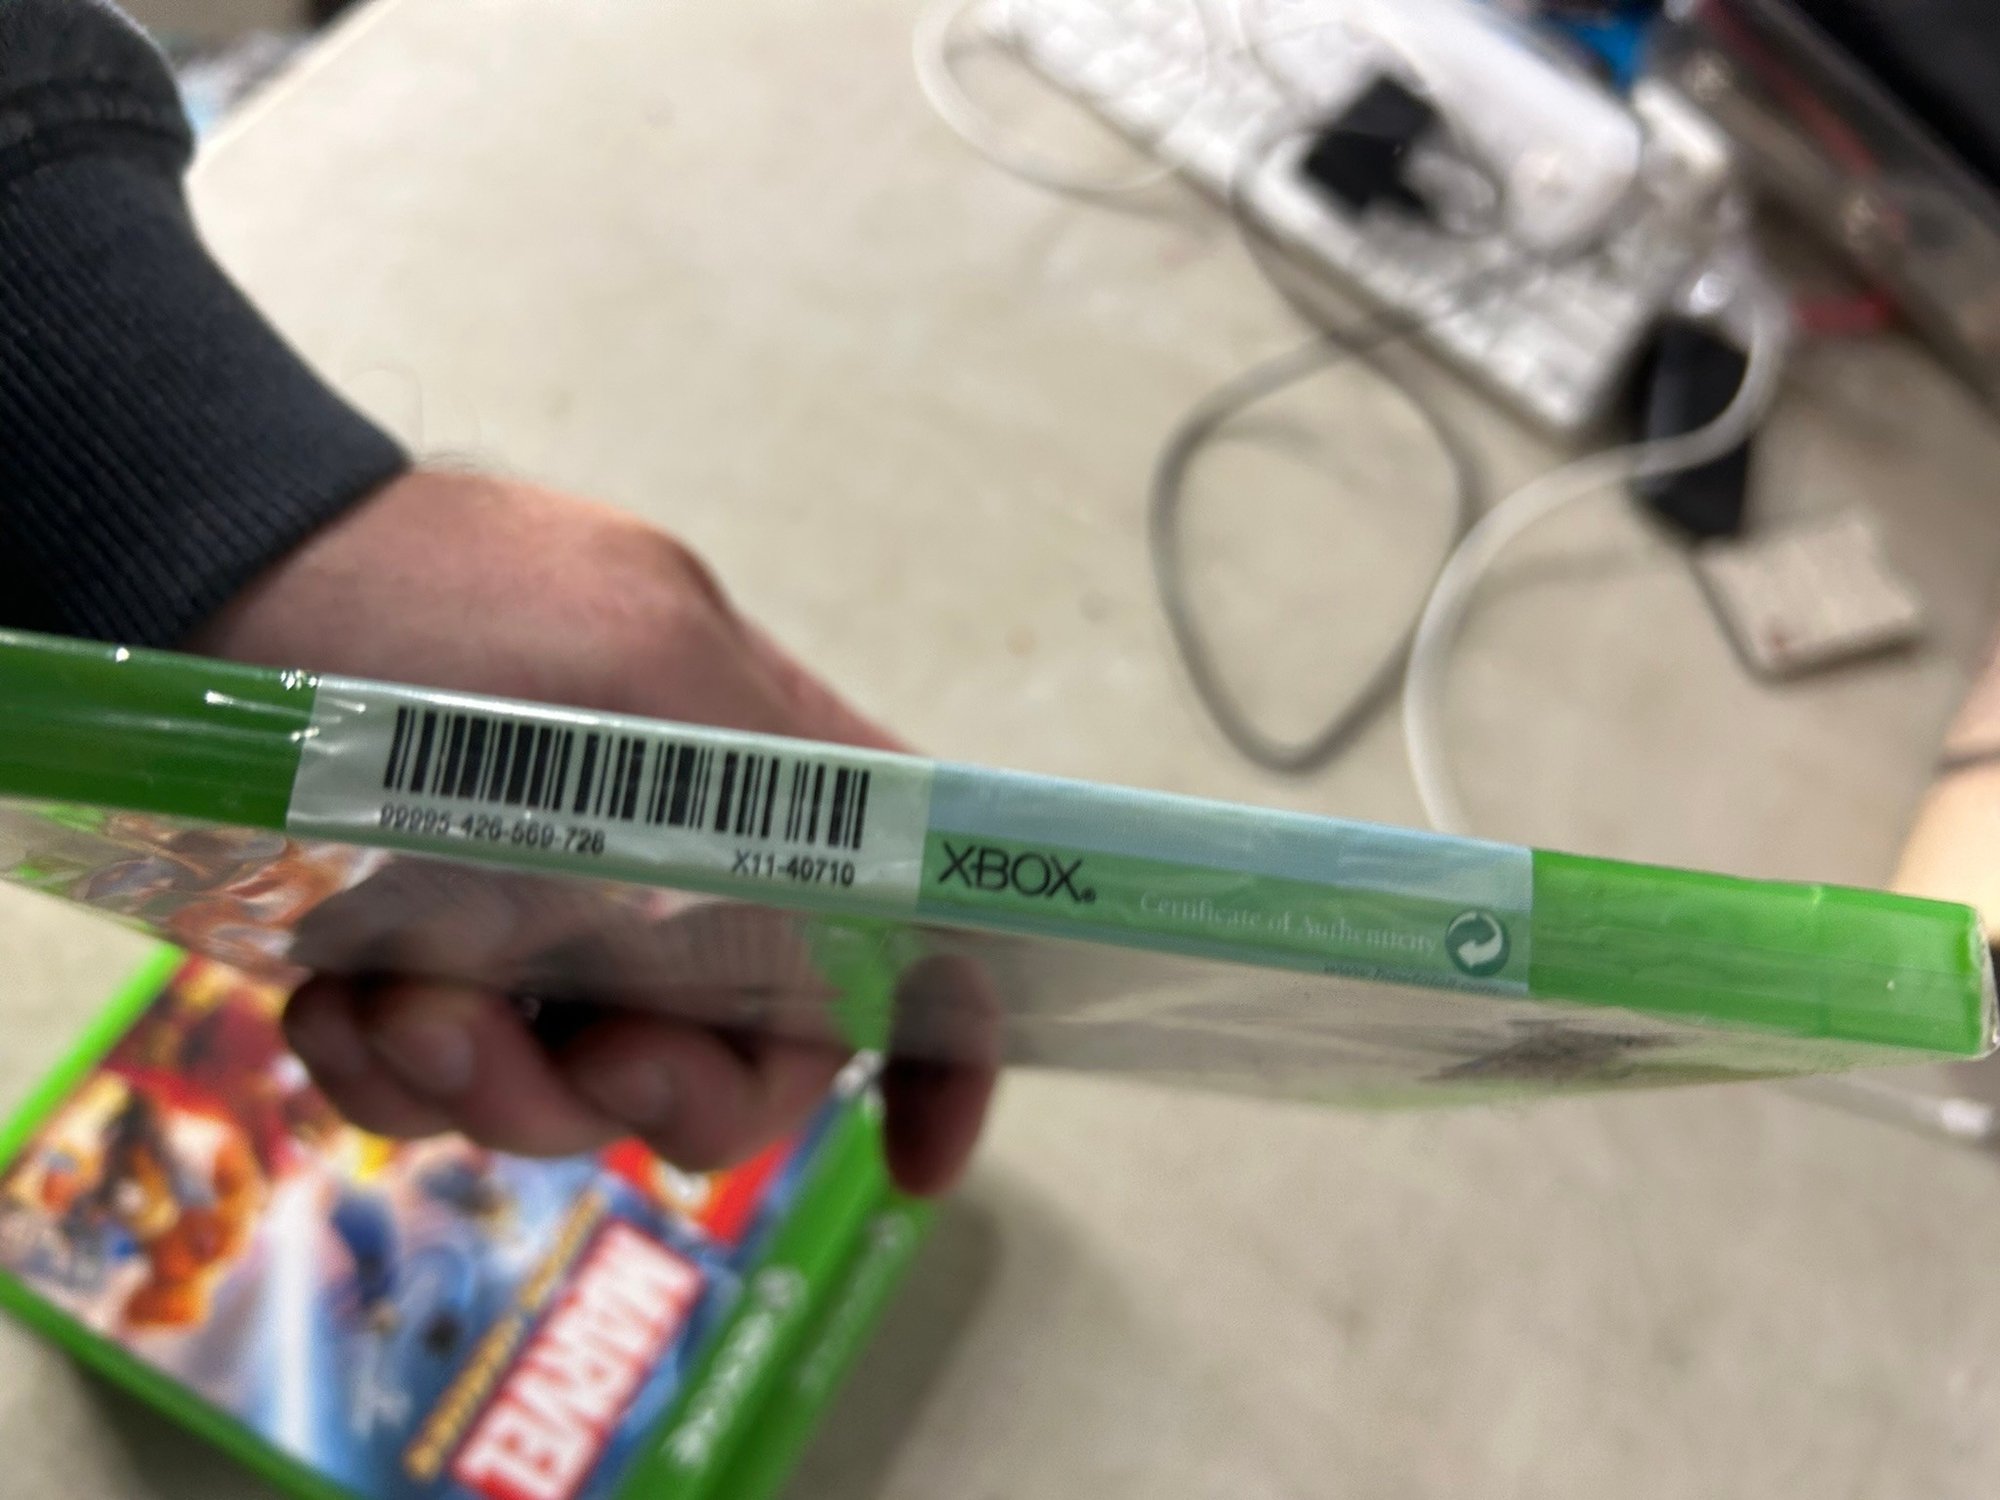 99995-426-569-726
X11-40710
XBOX®
Certificate of Authenticity
MARVEL